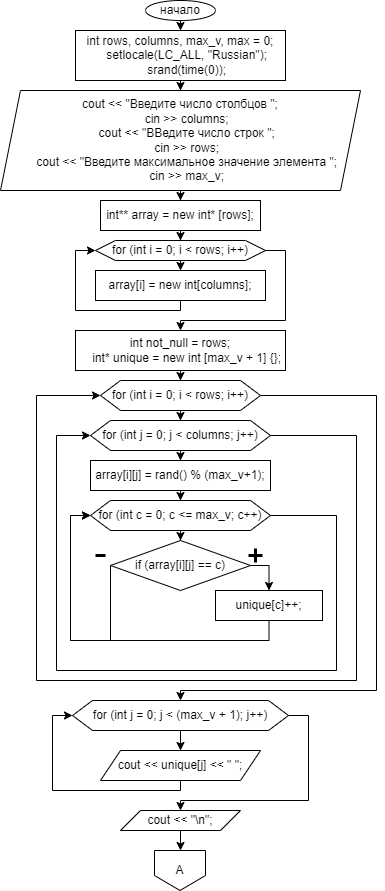 начало
int rows, columns, max_v, max = 0;
setlocale(LC_ALL, "Russian");
srand(time(0));
cout << "Введите число столбцов ";
cin >> columns;
cout << "ВВедите число строк ";
cin >> rows;
cout << "Введите максимальное значение элемента ";
cin >> max_v;
int** array = new int* [rows];
for (int i = 0; i < rows; i++)
array[i] = new int[columns];
int not_null = rows;
int* unique = new int [max_v + 1] {};
for (int i = 0; i < rows; i++)
for (int j = 0; j < columns; j++)
array[i][j] = rand() % (max_v+1);
for (int c = 0; c <= max_v; c++)
- +
if (array[i][j] == c)
unique[c]++;
for (int j = 0; j < (max_v + 1); j++)
cout << unique[j] << " ";
cout << "\n";
A